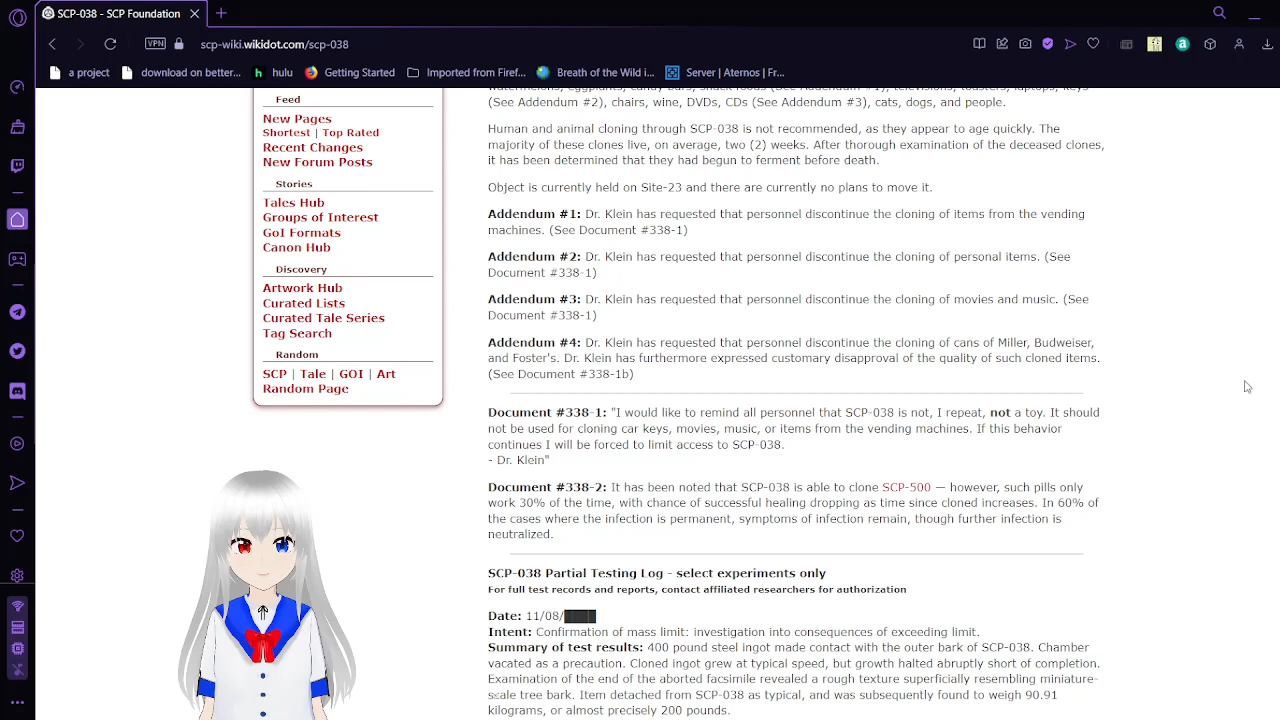 SCP-038 - SCP Foundation
VPN
scp-wiki.wikidot.com/scp-038
a project
download on better...
hulu
Getting Started
Imported from Firef...
Breath of the Wild i...
Server | Aternos | Fr...
Feed
New Pages
Shortest | Top Rated
Recent Changes
New Forum Posts
Stories
Tales Hub
Groups of Interest
GoI Formats
Canon Hub
Discovery
Artwork Hub
Curated Lists
Curated Tale Series
Tag Search
Random
SCP | Tale | GOI | Art
Random Page
watermelons, eggplants, candy bars, snack foods (See Addendum #1), televisions, toasters, laptops, keys
(See Addendum #2), chairs, wine, DVDs, CDs (See Addendum #3), cats, dogs, and people.
Human and animal cloning through SCP-038 is not recommended, as they appear to age quickly. The
majority of these clones live, on average, two (2) weeks. After thorough examination of the deceased clones,
it has been determined that they had begun to ferment before death.
Object is currently held on Site-23 and there are currently no plans to move it.
Addendum #1: Dr. Klein has requested that personnel discontinue the cloning of items from the vending
machines. (See Document #338-1)
Addendum #2: Dr. Klein has requested that personnel discontinue the cloning of personal items. (See
Document #338-1)
Addendum #3: Dr. Klein has requested that personnel discontinue the cloning of movies and music. (See
Document #338-1)
Addendum #4: Dr. Klein has requested that personnel discontinue the cloning of cans of Miller, Budweiser,
and Foster's. Dr. Klein has furthermore expressed customary disapproval of the quality of such cloned items.
(See Document #338-1b)
Document #338-1: "I would like to remind all personnel that SCP-038 is not, I repeat, not a toy. It should
not be used for cloning car keys, movies, music, or items from the vending machines. If this behavior
continues I will be forced to limit access to SCP-038.
- Dr. Klein"
Document #338-2: It has been noted that SCP-038 is able to clone SCP-500 — however, such pills only
work 30% of the time, with chance of successful healing dropping as time since cloned increases. In 60% of
the cases where the infection is permanent, symptoms of infection remain, though further infection is
neutralized.
SCP-038 Partial Testing Log - select experiments only
For full test records and reports, contact affiliated researchers for authorization
Date: 11/08/
Intent: Confirmation of mass limit: investigation into consequences of exceeding limit.
Summary of test results: 400 pound steel ingot made contact with the outer bark of SCP-038. Chamber
vacated as a precaution. Cloned ingot grew at typical speed, but growth halted abruptly short of completion.
Examination of the end of the aborted facsimile revealed a rough texture superficially resembling miniature-
scale tree bark. Item detached from SCP-038 as typical, and was subsequently found to weigh 90.91
kilograms, or almost precisely 200 pounds.